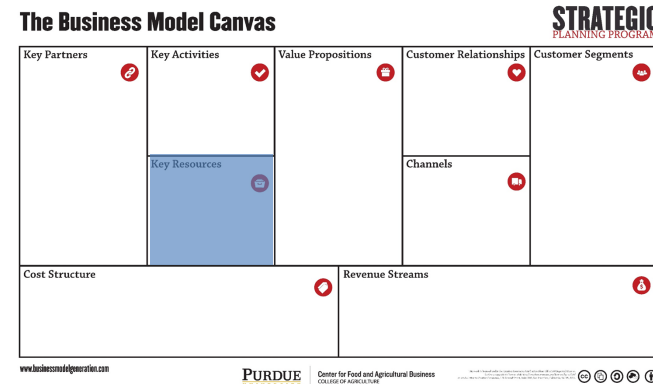 The Business Model Canvas
STRATEGIC
PLANNING PROGRAM
Key Partners
Key Activities
Value Propositions
Customer Relationships
Customer Segments
Key Resources
Channels
Cost Structure
Revenue Streams
www.businessmodelgeneration.com
PURDUE
Center for Food and Agricultural Business
COLLEGE OF AGRICULTURE
cc